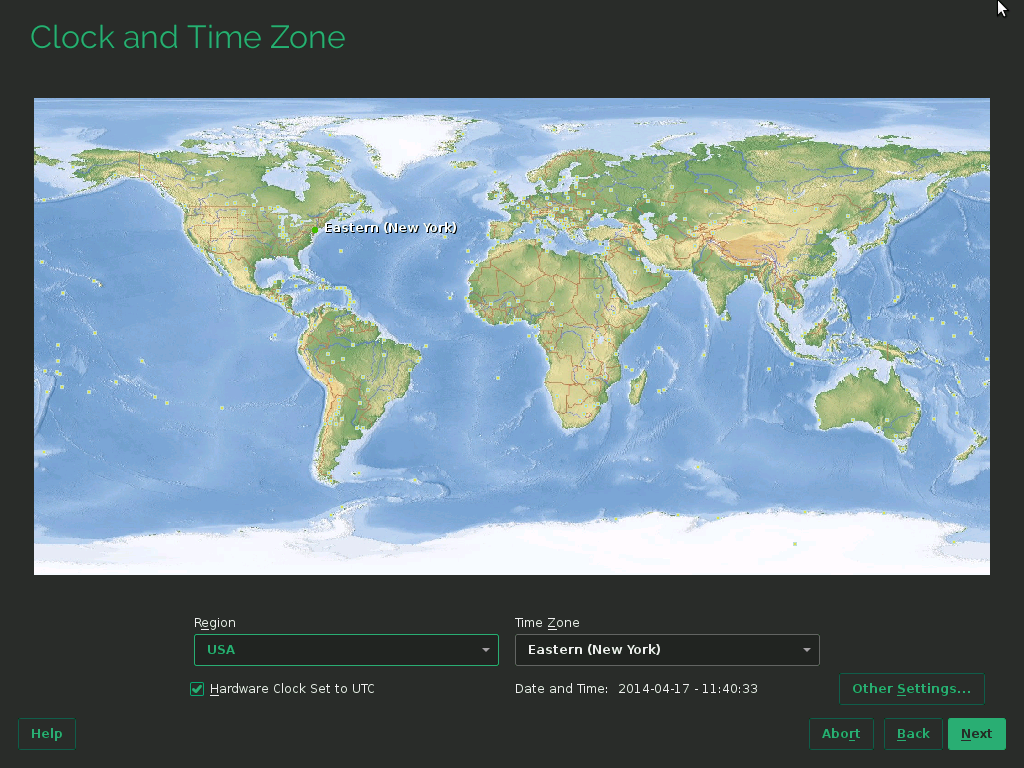 Clock and Time Zone
Eastern (New York)
Region
Time Zone
USA
Eastern (New York)
Hardware Clock Set to UTC
Date and Time: 2014-04-17 - 11:40:33
Other Settings...
Help
Abort
Back
Next